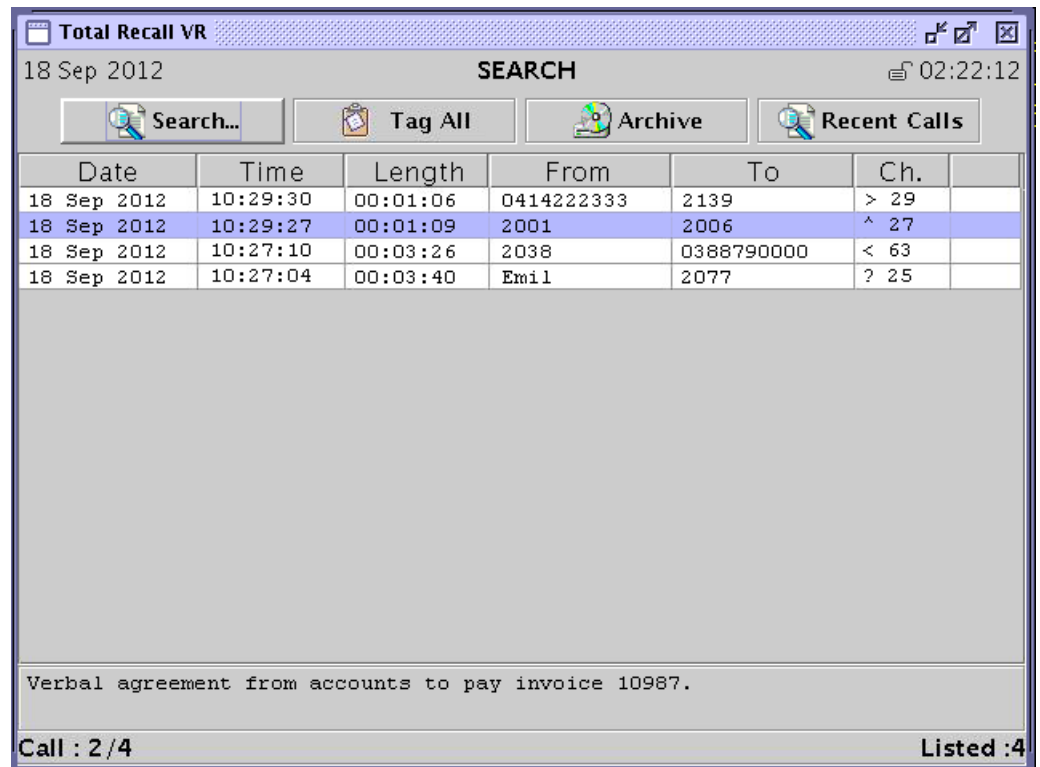 Total Recall VR
18 Sep 2012 SEARCH 02:22:12
Search... Tag All Archive Recent Calls
Date Time Length From To Ch.
18 Sep 2012 10:29:30 00:01:06 0414222333 2139 > 29
18 Sep 2012 10:29:27 00:01:09 2001 2006 ^ 27
18 Sep 2012 10:27:10 00:03:26 2038 0388790000 < 63
18 Sep 2012 10:27:04 00:03:40 Emil 2077 ? 25
Verbal agreement from accounts to pay invoice 10987.
Call : 2/4 Listed :4